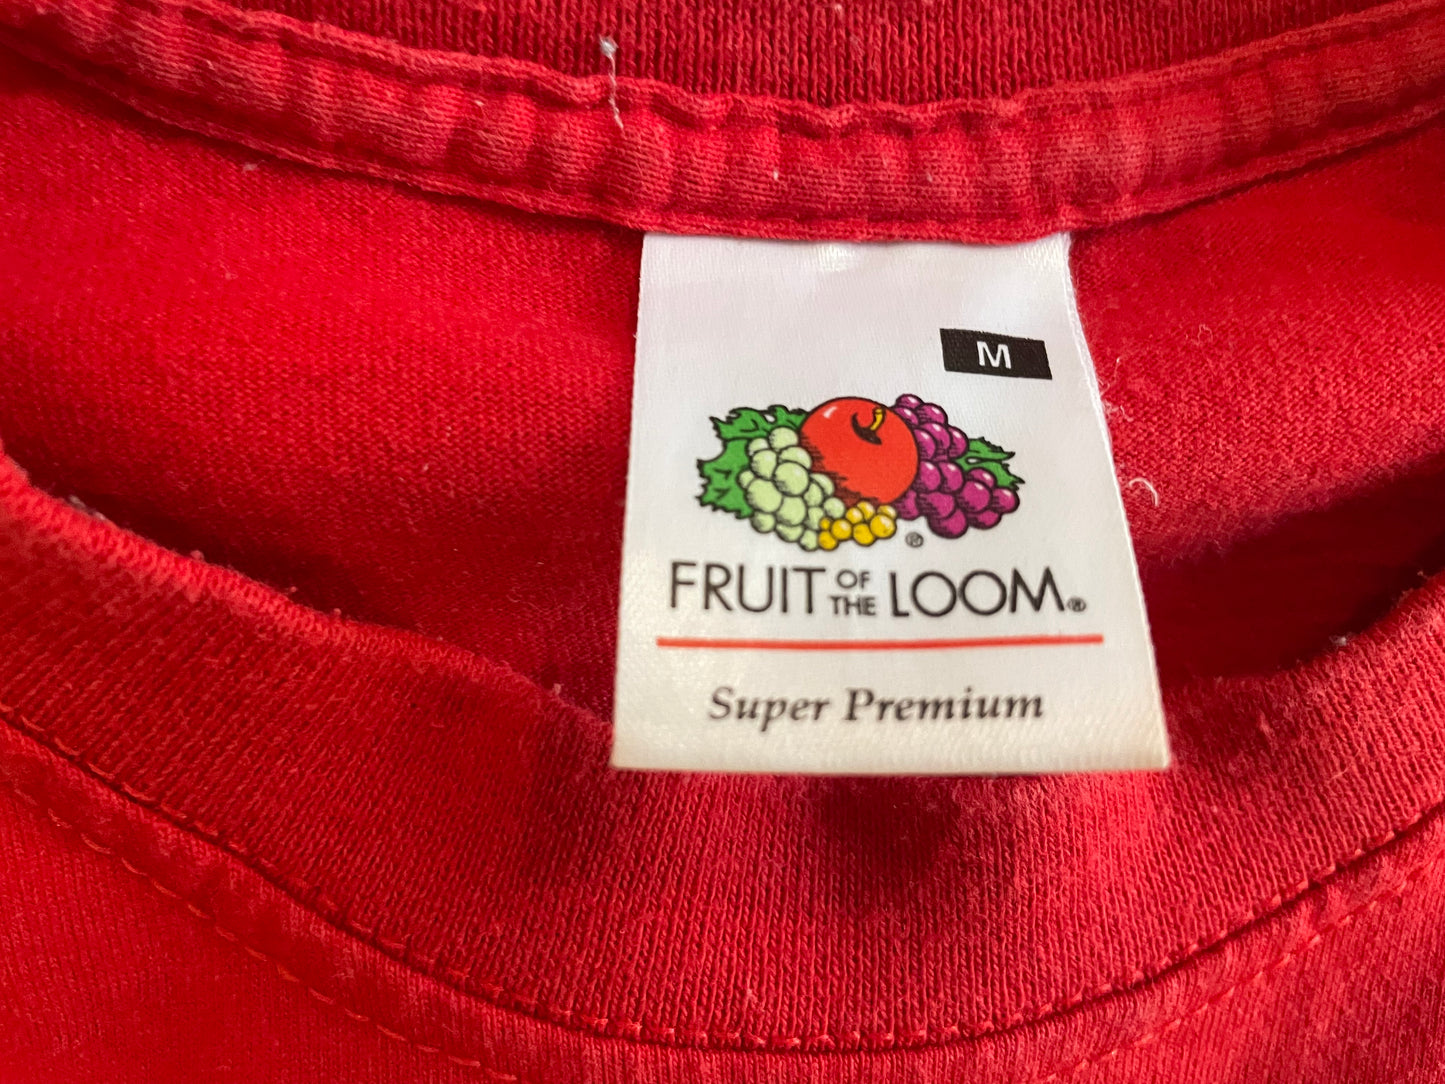 M
®
FRUIT OF THE LOOM®
Super Premium